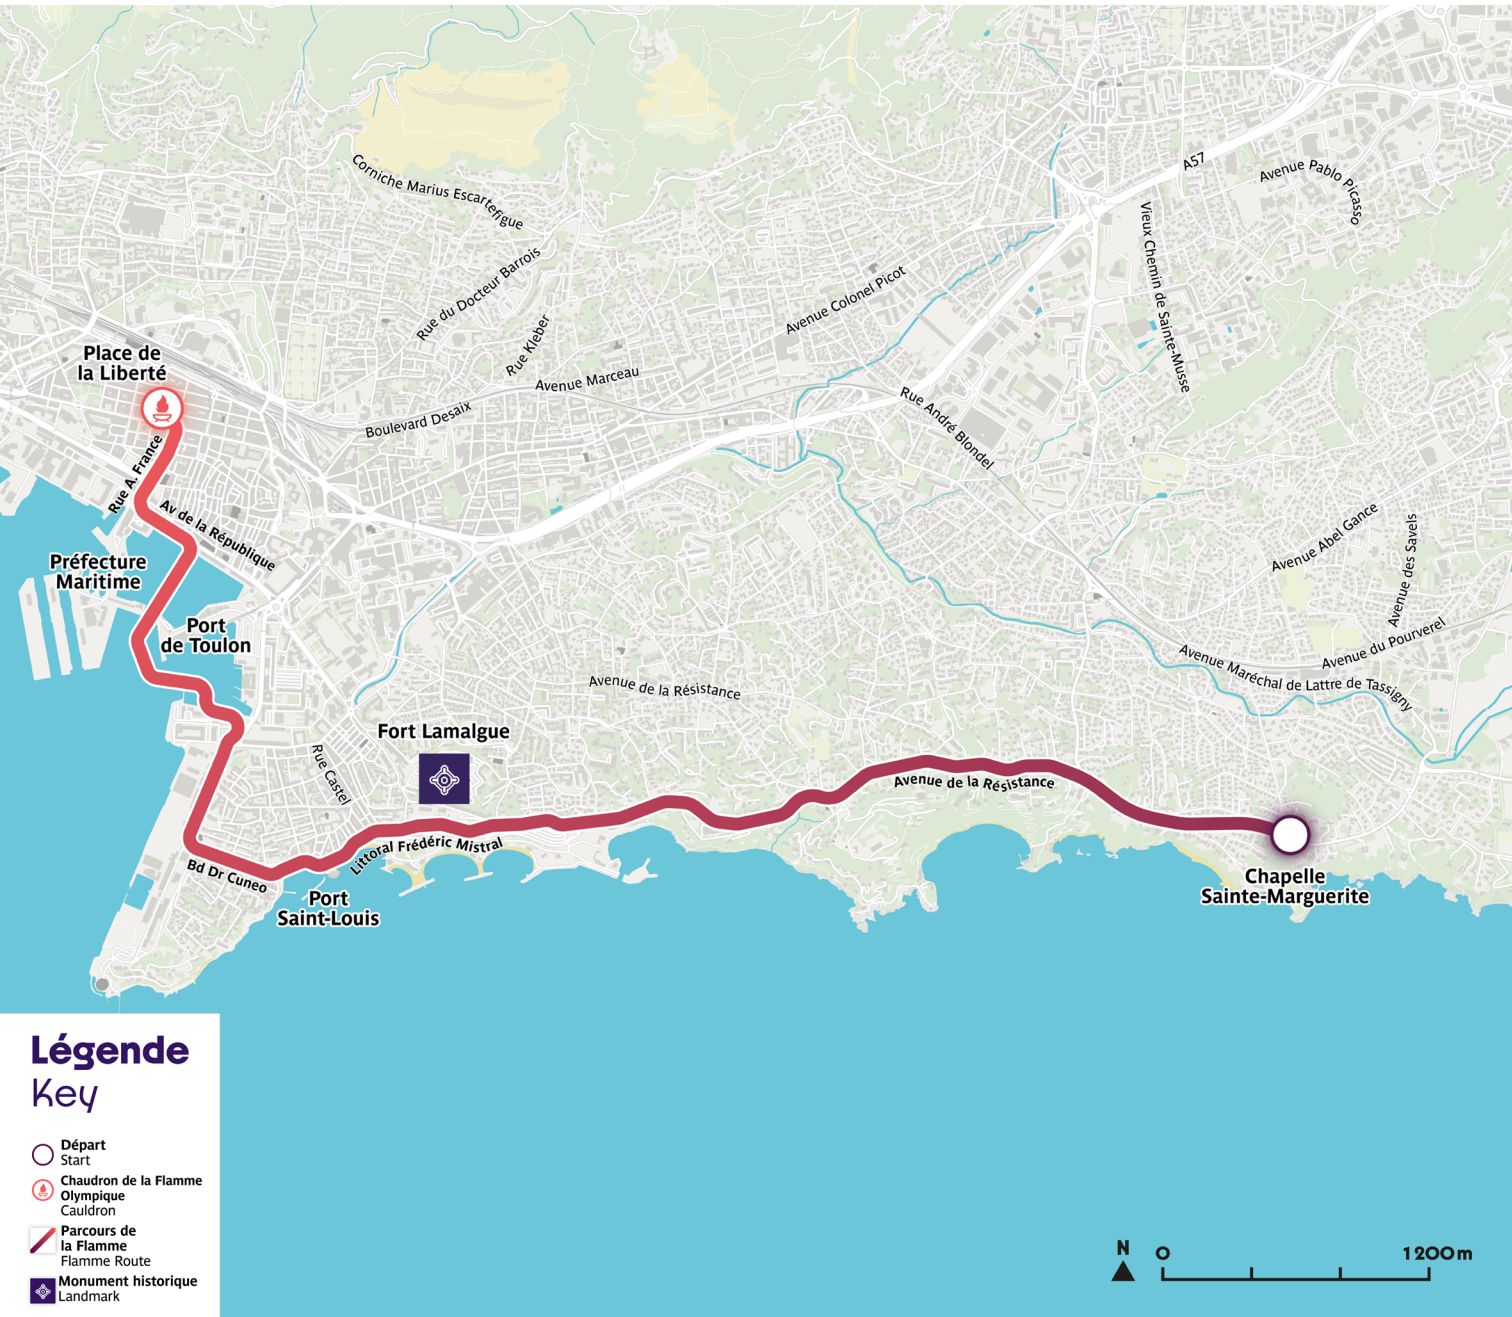 A57
Avenue Pablo Picasso
Corniche Marius Escartefigue
Vieux Chemin de Sainte-Musse
Rue du Docteur Barrois
Avenue Colonel Picot
Rue Kleber
Place de
la Liberté
Avenue Marceau
Boulevard Desaix
Rue André Blondel
Rue A. France
Av de la République
Avenue Abel Gance
Avenue des Savels
Préfecture
Maritime
Port
de Toulon
Avenue du Pourverel
Avenue Maréchal de Lattre de Tassigny
Avenue de la Résistance
Fort Lamalgue
Rue Castel
Avenue de la Résistance
Littoral Frédéric Mistral
Bd Dr Cuneo
Port
Saint-Louis
Chapelle
Sainte-Marguerite
Légende
Key
Départ
Start
Chaudron de la Flamme
Olympique
Cauldron
Parcours de
la Flamme
Flamme Route
Monument historique
Landmark
N 0 1200m